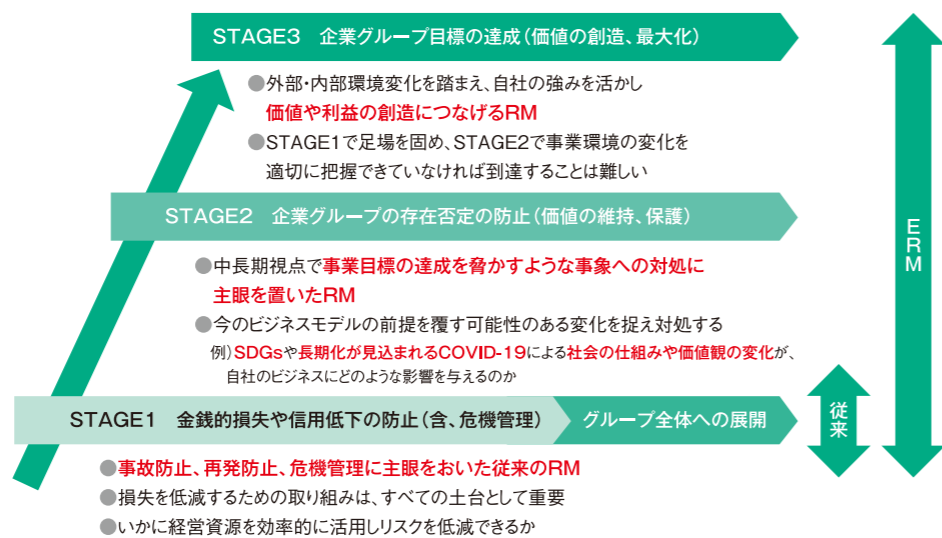 STAGE3 企業グループ目標の達成（価値の創造、最大化）
●外部・内部環境変化を踏まえ、自社の強みを活かし
価値や利益の創造につなげるRM
●STAGE1で足場を固め、STAGE2で事業環境の変化を
適切に把握できていなければ到達することは難しい
STAGE2 企業グループの存在否定の防止（価値の維持、保護）
●中長期視点で事業目標の達成を脅かすような事象への対処に
主眼を置いたRM
●今のビジネスモデルの前提を覆す可能性のある変化を捉え対処する
例）SDGsや長期化が見込まれるCOVID-19による社会の仕組みや価値観の変化が、
自社のビジネスにどのような影響を与えるのか
STAGE1 金銭的損失や信用低下の防止（含、危機管理） グループ全体への展開
●事故防止、再発防止、危機管理に主眼をおいた従来のRM
●損失を低減するための取り組みは、すべての土台として重要
●いかに経営資源を効率的に活用しリスクを低減できるか
従来
ERM